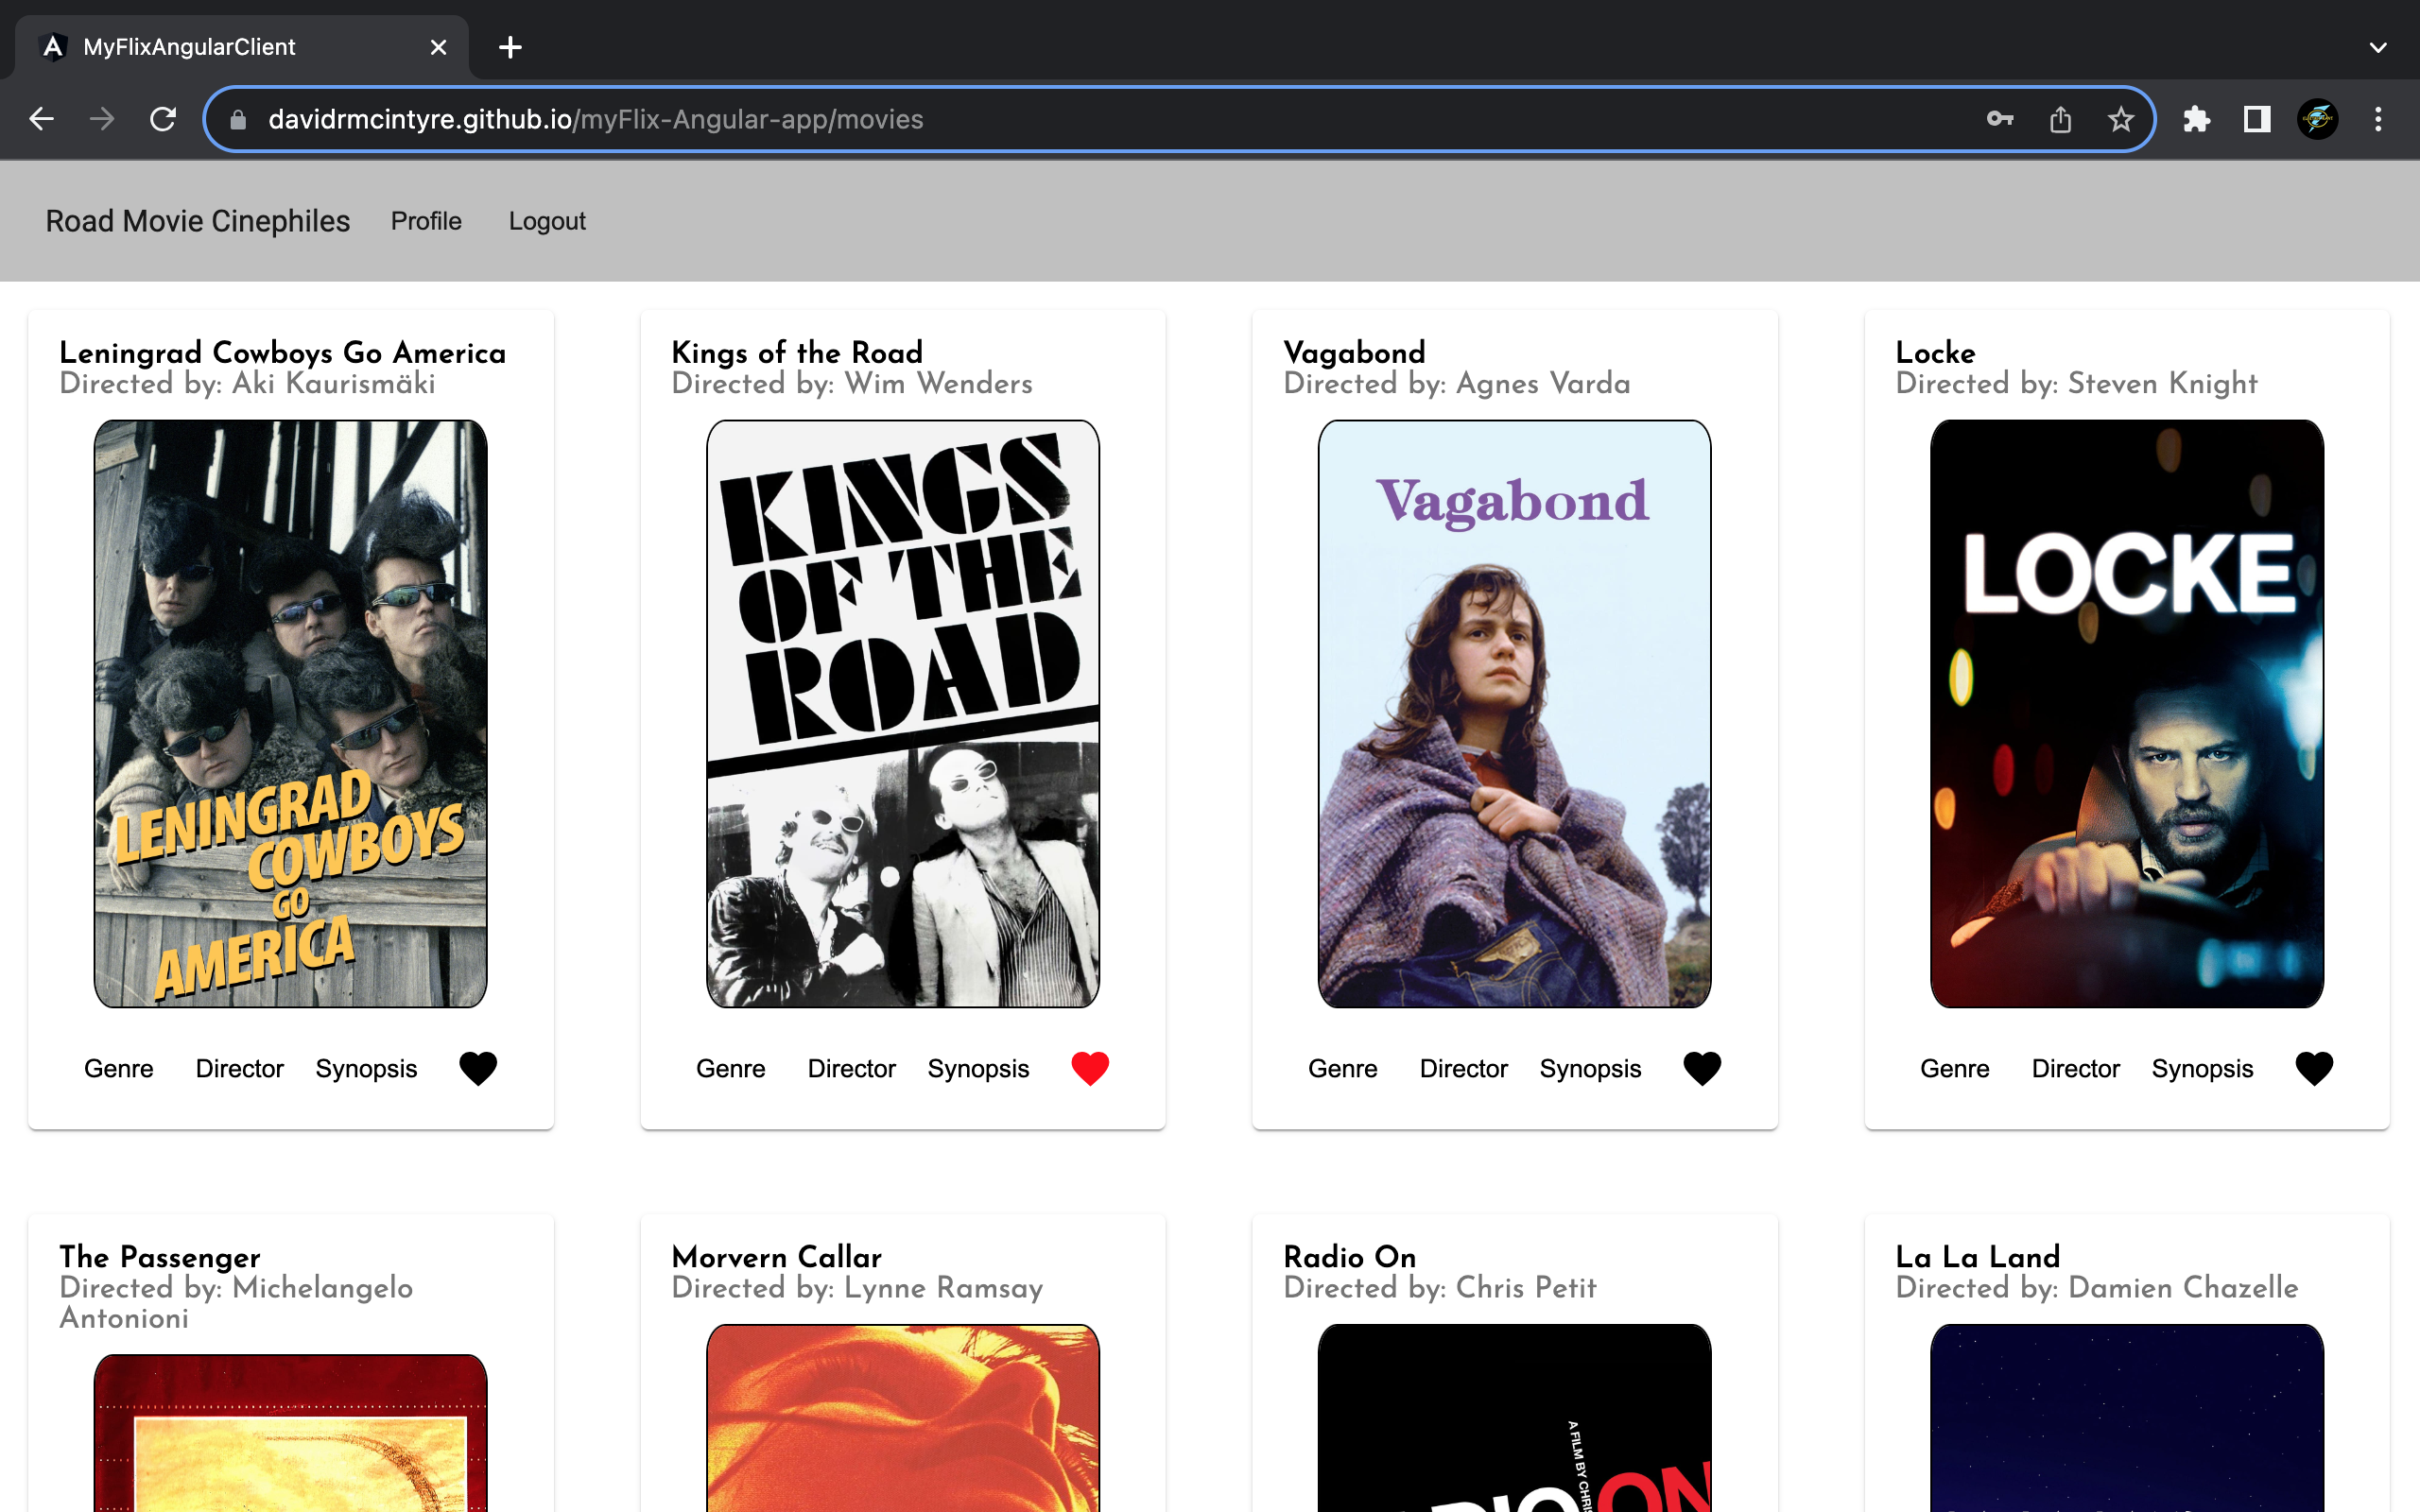 MyFlixAngularClient
davidrmcintyre.github.io/myFlix-Angular-app/movies
Road Movie Cinephiles Profile Logout
Leningrad Cowboys Go America
Directed by: Aki Kaurismäki
LENINGRAD
COWBOYS
GO
AMERICA
Genre Director Synopsis
Kings of the Road
Directed by: Wim Wenders
KINGS
OF THE
ROAD
Genre Director Synopsis
Vagabond
Directed by: Agnes Varda
Vagabond
Genre Director Synopsis
Locke
Directed by: Steven Knight
LOCKE
Genre Director Synopsis
The Passenger
Directed by: Michelangelo
Antonioni
Morvern Callar
Directed by: Lynne Ramsay
Radio On
Directed by: Chris Petit
A FILM BY CHRIS
ON
La La Land
Directed by: Damien Chazelle